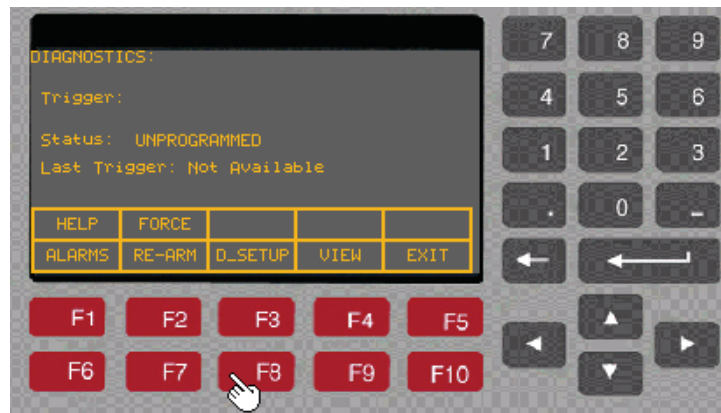 DIAGNOSTICS:
Trigger:
Status: UNPROGRAMMED
Last Trigger: Not Available
HELP FORCE
ALARMS RE-ARM D_SETUP VIEW EXIT
F1 F2 F3 F4 F5
F6 F7 F8 F9 F10
7 8 9
4 5 6
1 2 3
. 0 -